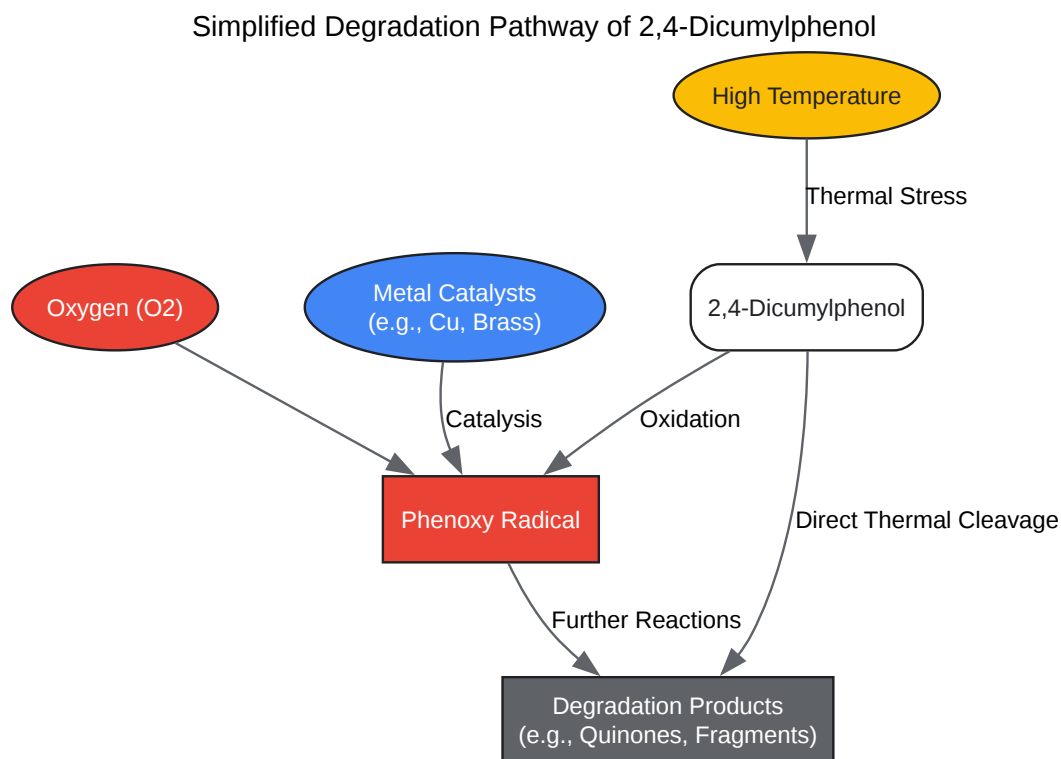 Simplified Degradation Pathway of 2,4-Dicumylphenol
High Temperature
Thermal Stress
Oxygen (O2)
Metal Catalysts
(e.g., Cu, Brass)
2,4-Dicumylphenol
Catalysis
Oxidation
Phenoxy Radical
Direct Thermal Cleavage
Further Reactions
Degradation Products
(e.g., Quinones, Fragments)